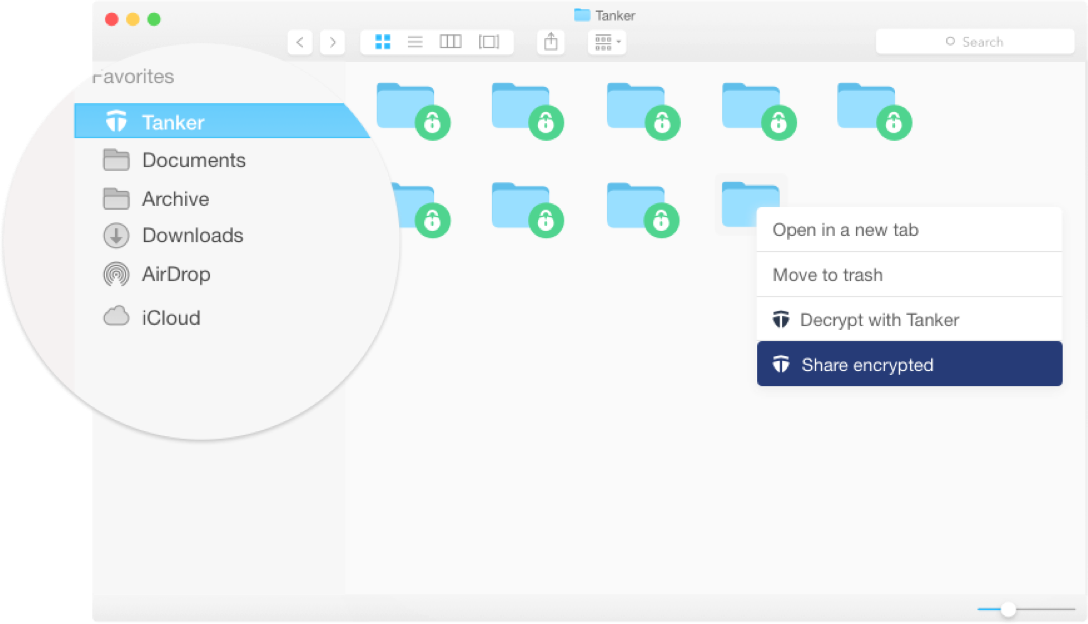 Tanker
Search
Favorites
Tanker
Documents
Archive
Downloads
AirDrop
iCloud
Open in a new tab
Move to trash
Decrypt with Tanker
Share encrypted